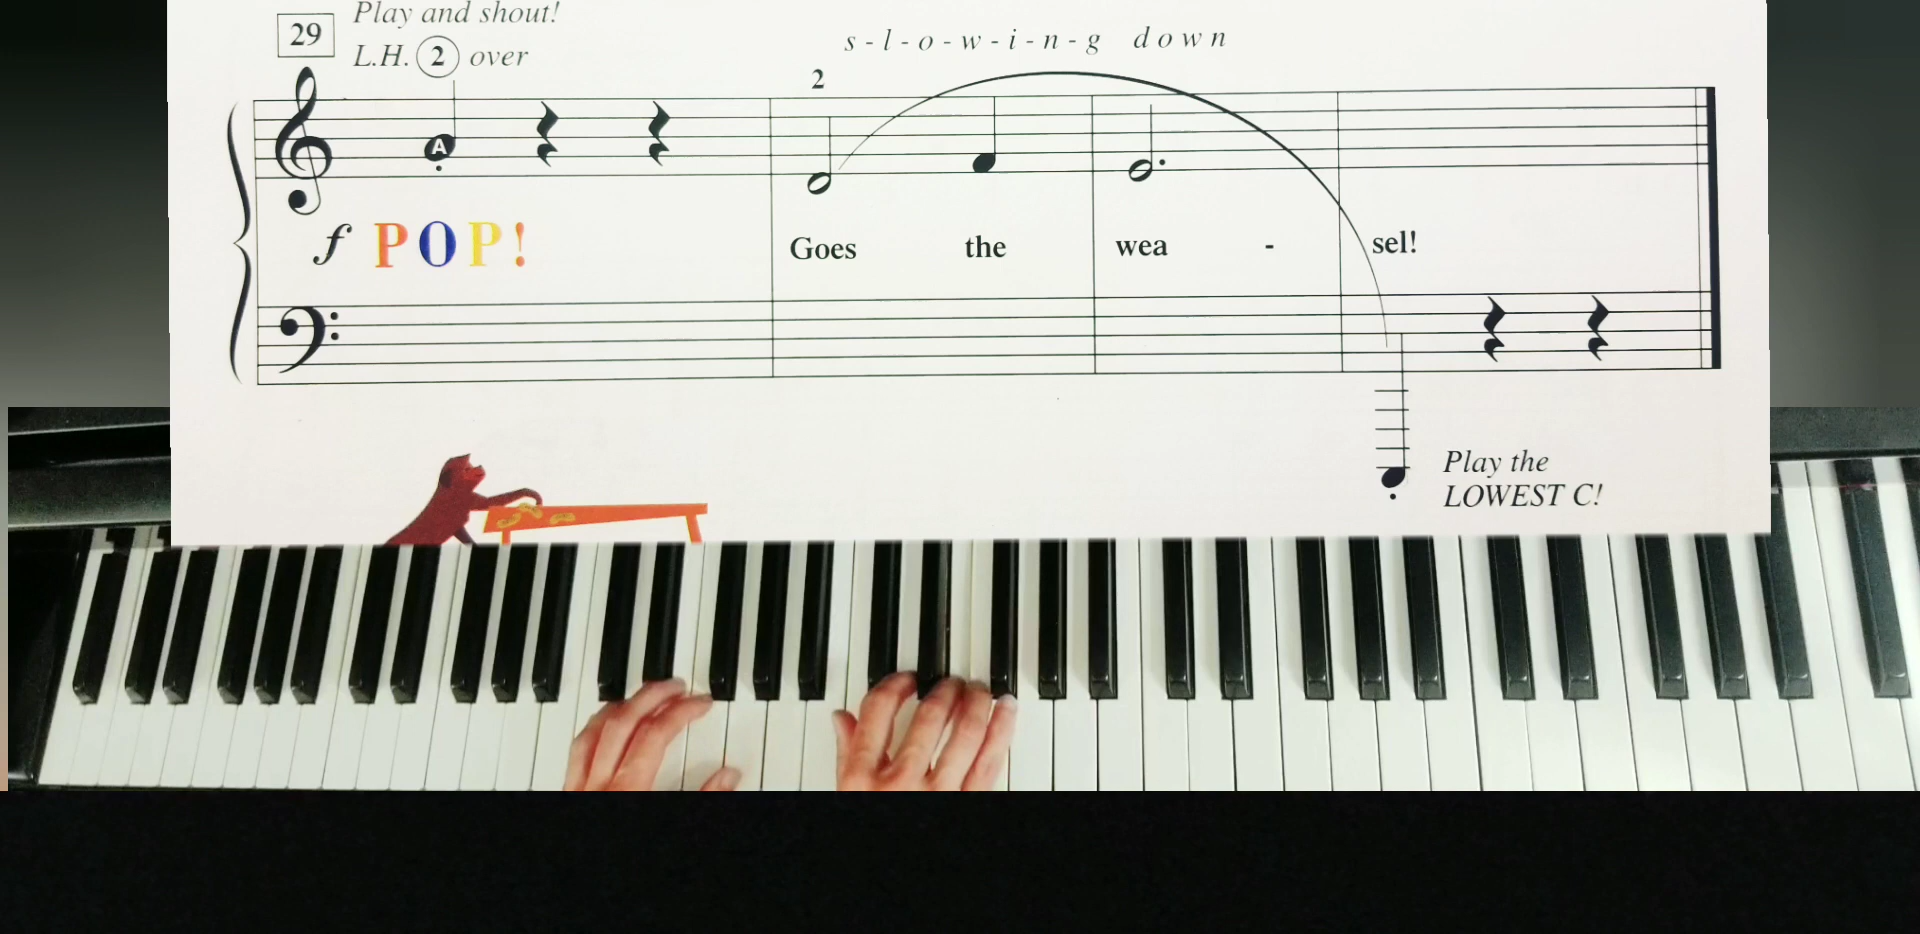 Play and shout!
29
L.H. 2 over
s - l - o - w - i - n - g down
2
A
f POP!
Goes the wea - sel!
Play the
LOWEST C!